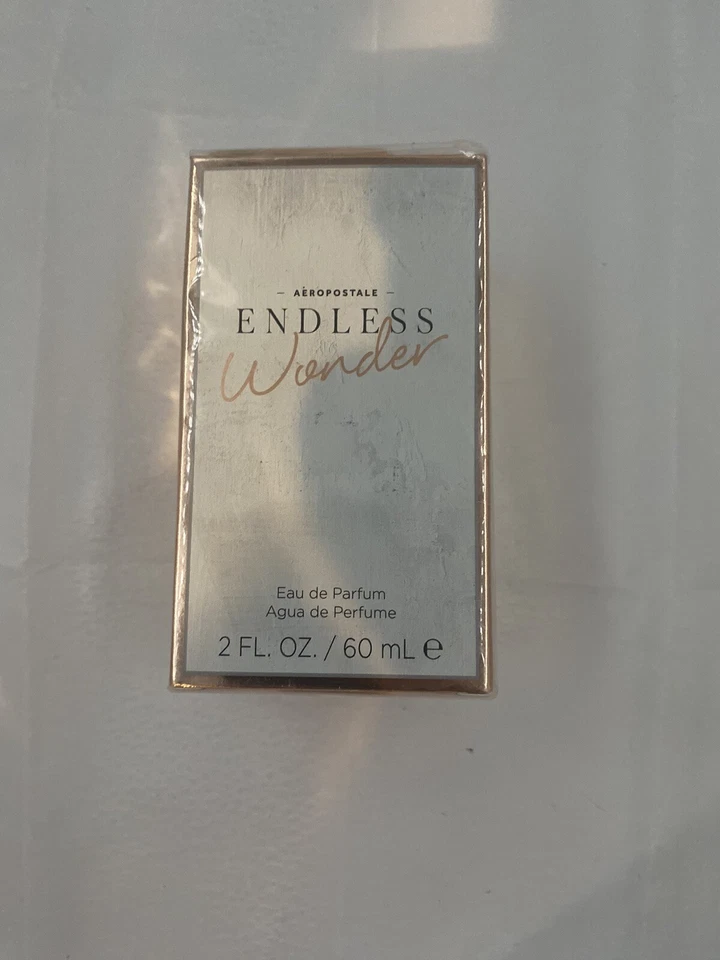 – AÉROPOSTALE –
ENDLESS
Wonder
Eau de Parfum
Agua de Perfume
2 FL. OZ. / 60 mL ℮